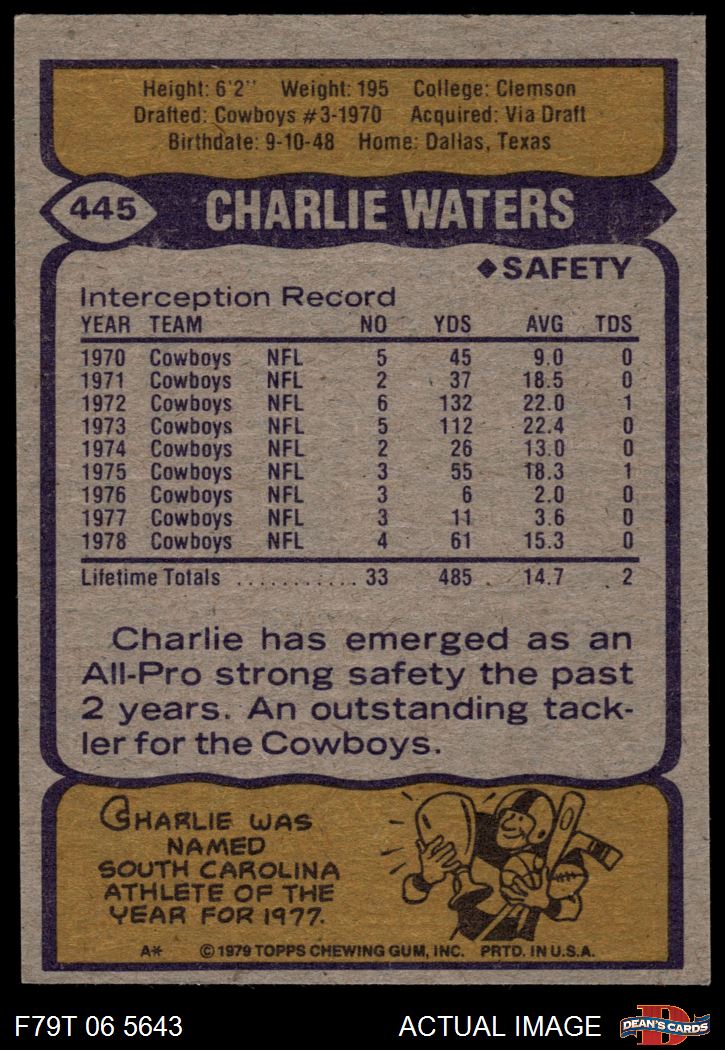 Height: 6'2" Weight: 195 College: Clemson
Drafted: Cowboys #3-1970 Acquired: Via Draft
Birthdate: 9-10-48 Home: Dallas, Texas
445 CHARLIE WATERS
◆SAFETY
Interception Record
YEAR TEAM NO YDS AVG TDS
1970 Cowboys NFL 5 45 9.0 0
1971 Cowboys NFL 2 37 18.5 0
1972 Cowboys NFL 6 132 22.0 1
1973 Cowboys NFL 5 112 22.4 0
1974 Cowboys NFL 2 26 13.0 0
1975 Cowboys NFL 3 55 18.3 1
1976 Cowboys NFL 3 6 2.0 0
1977 Cowboys NFL 3 11 3.6 0
1978 Cowboys NFL 4 61 15.3 0
Lifetime Totals ........... 33 485 14.7 2
Charlie has emerged as an
All-Pro strong safety the past
2 years. An outstanding tack-
ler for the Cowboys.
CHARLIE WAS
NAMED
SOUTH CAROLINA
ATHLETE OF THE
YEAR FOR 1977.
A* ©1979 TOPPS CHEWING GUM, INC. PRTD. IN U.S.A.
F79T 06 5643 ACTUAL IMAGE D DEAN'S CARDS